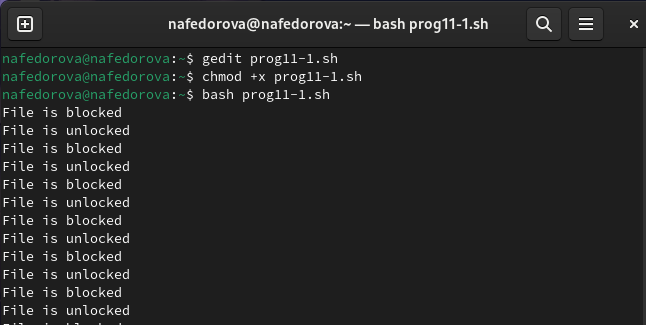 nafedorova@nafedorova:~ — bash prog11-1.sh
nafedorova@nafedorova:~$ gedit prog11-1.sh
nafedorova@nafedorova:~$ chmod +x prog11-1.sh
nafedorova@nafedorova:~$ bash prog11-1.sh
File is blocked
File is unlocked
File is blocked
File is unlocked
File is blocked
File is unlocked
File is blocked
File is unlocked
File is blocked
File is unlocked
File is blocked
File is unlocked